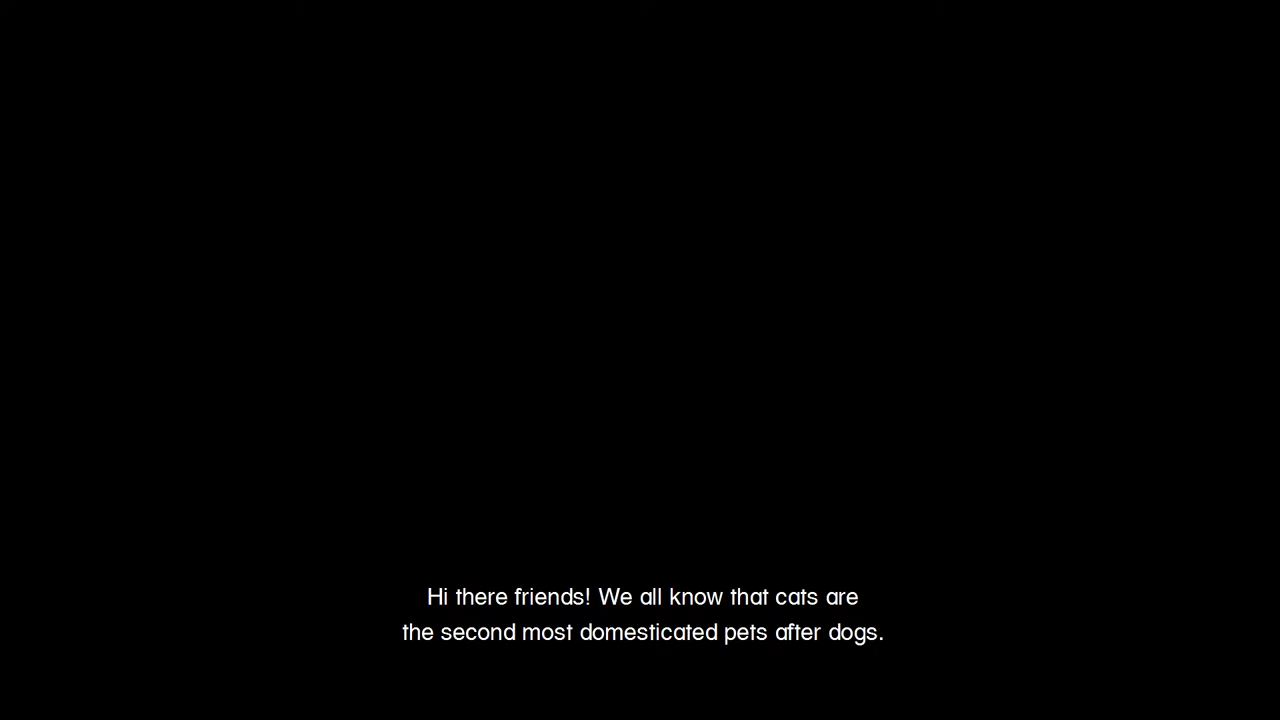 Hi there friends! We all know that cats are
the second most domesticated pets after dogs.